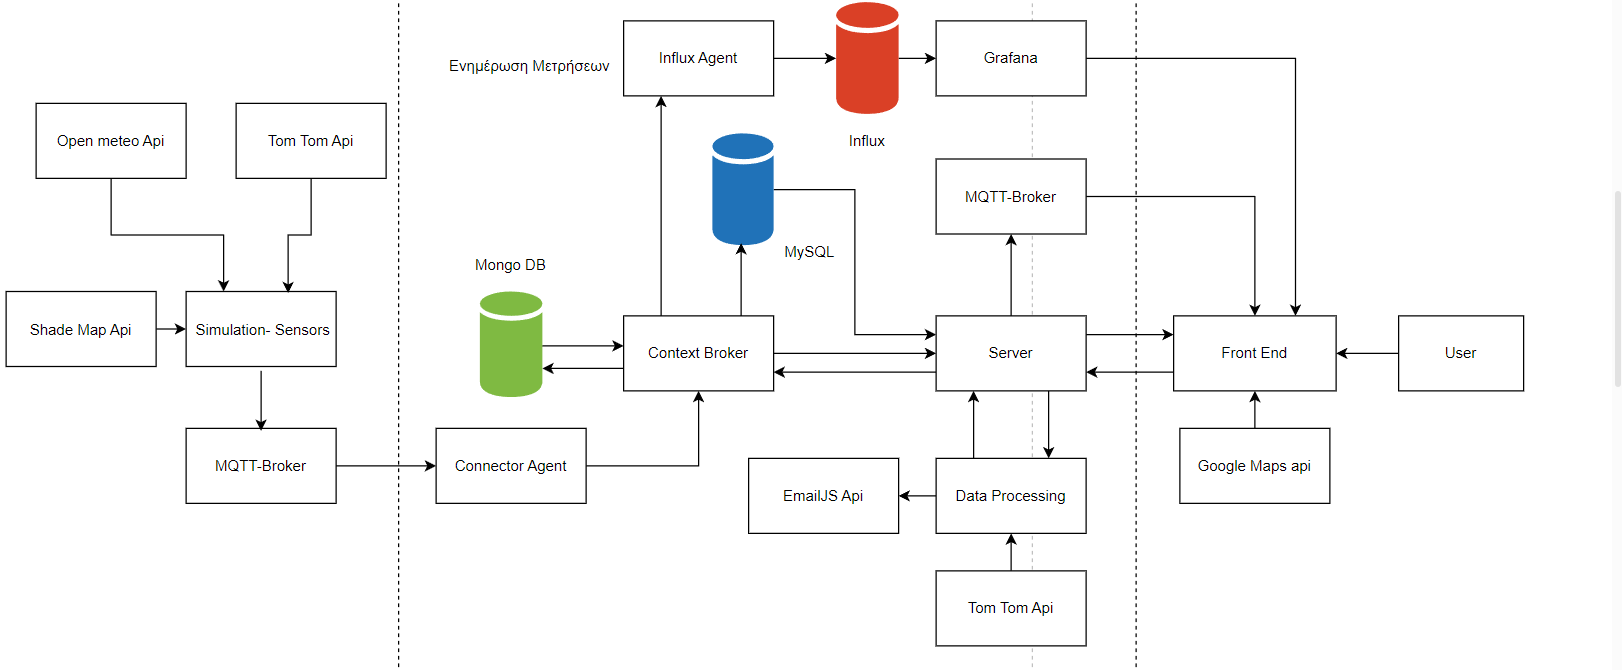 Influx Agent
Grafana
Ενημέρωση Μετρήσεων
Open meteo Api
Tom Tom Api
Influx
MQTT-Broker
MySQL
Mongo DB
Shade Map Api
Simulation- Sensors
Context Broker
Server
Front End
User
MQTT-Broker
Connector Agent
Google Maps api
EmailJS Api
Data Processing
Tom Tom Api